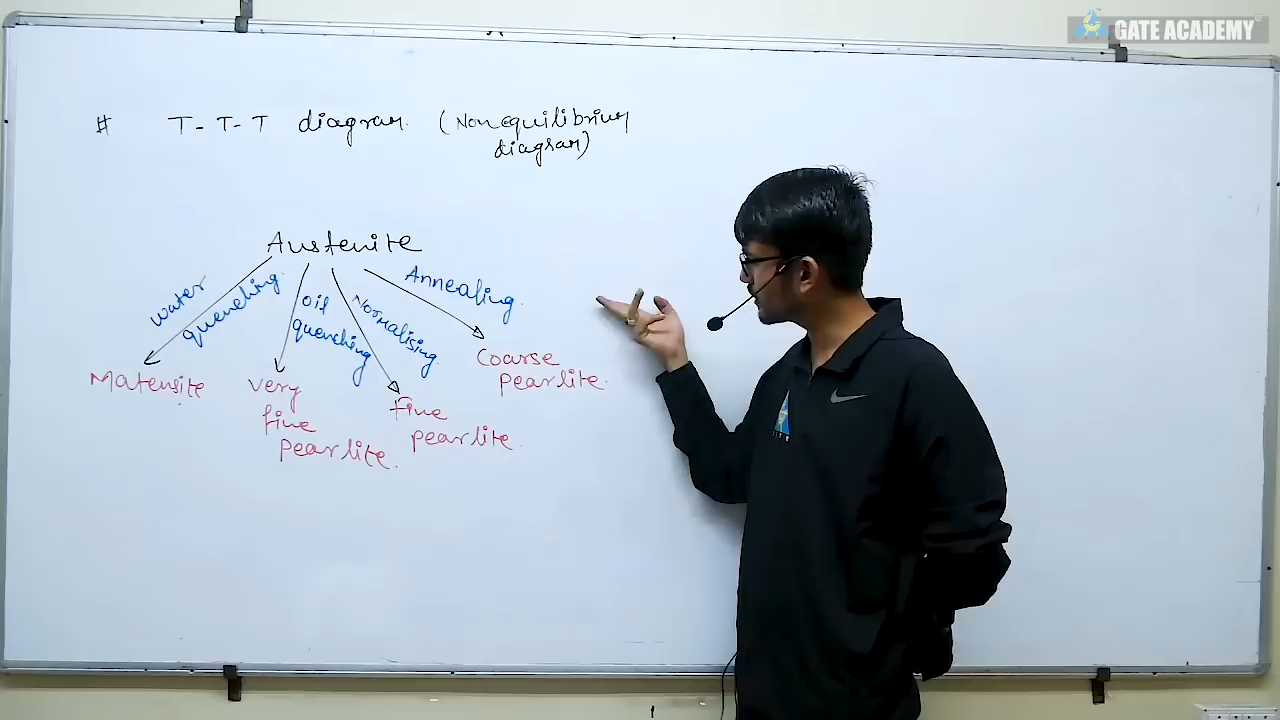 GATE ACADEMY
# T-T-T diagram. (Nonequilibrium
diagram)
Austenite
water
quenching.
oil
quenching
Normalising.
Annealing.
Matensite
very
fine
pearlite.
fine
pearlite.
Coarse
pearlite.